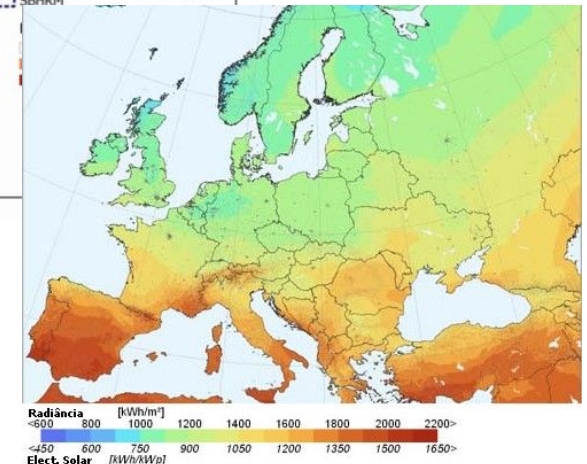 SBHRM
Radiância [kWh/m²]
<600 800 1000 1200 1400 1600 1800 2000 2200>
<450 600 750 900 1050 1200 1350 1500 1650>
Elect. Solar [kWh/kWp]